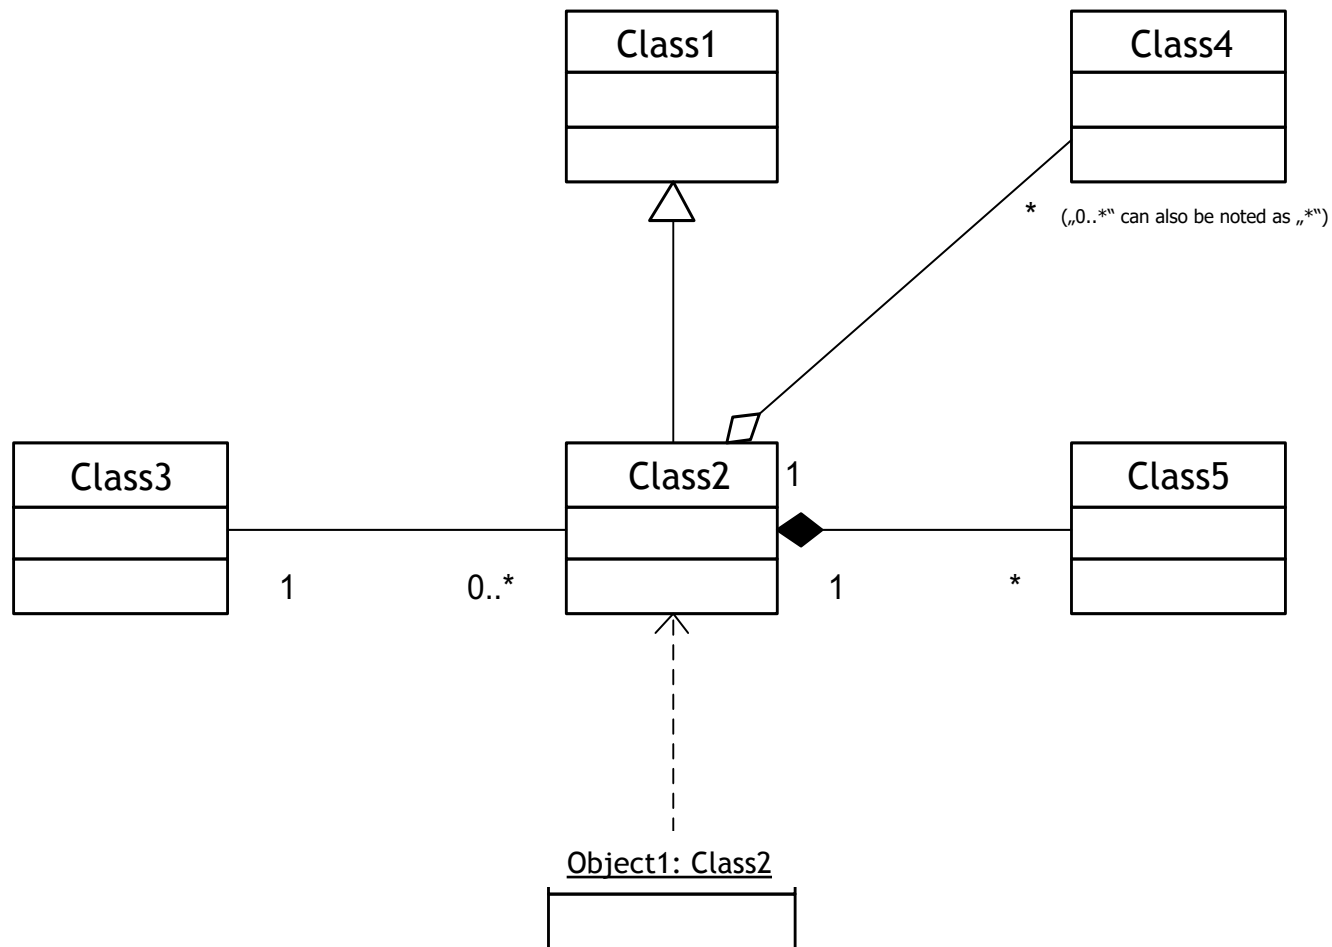 Class1
Class4
* („0..*“ can also be noted as „*“)
Class3
Class2
1
Class5
1
0..*
1
*
Object1: Class2